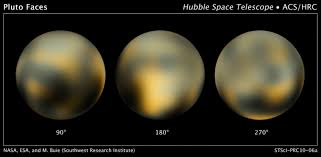 Pluto Faces
Hubble Space Telescope • ACS/HRC
90°
180°
270°
NASA, ESA, and M. Buie (Southwest Research Institute)
STScI-PRC10-06a